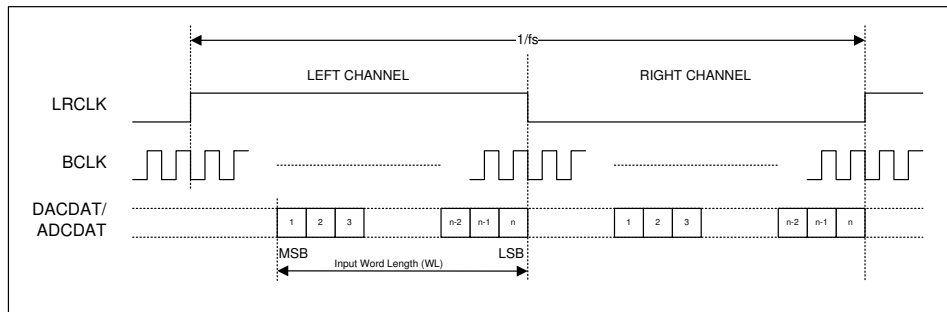 1/fs
LEFT CHANNEL RIGHT CHANNEL
LRCLK
BCLK
DACDAT/
ADCDAT
1 2 3 n-2 n-1 n 1 2 3 n-2 n-1 n
MSB LSB
Input Word Length (WL)